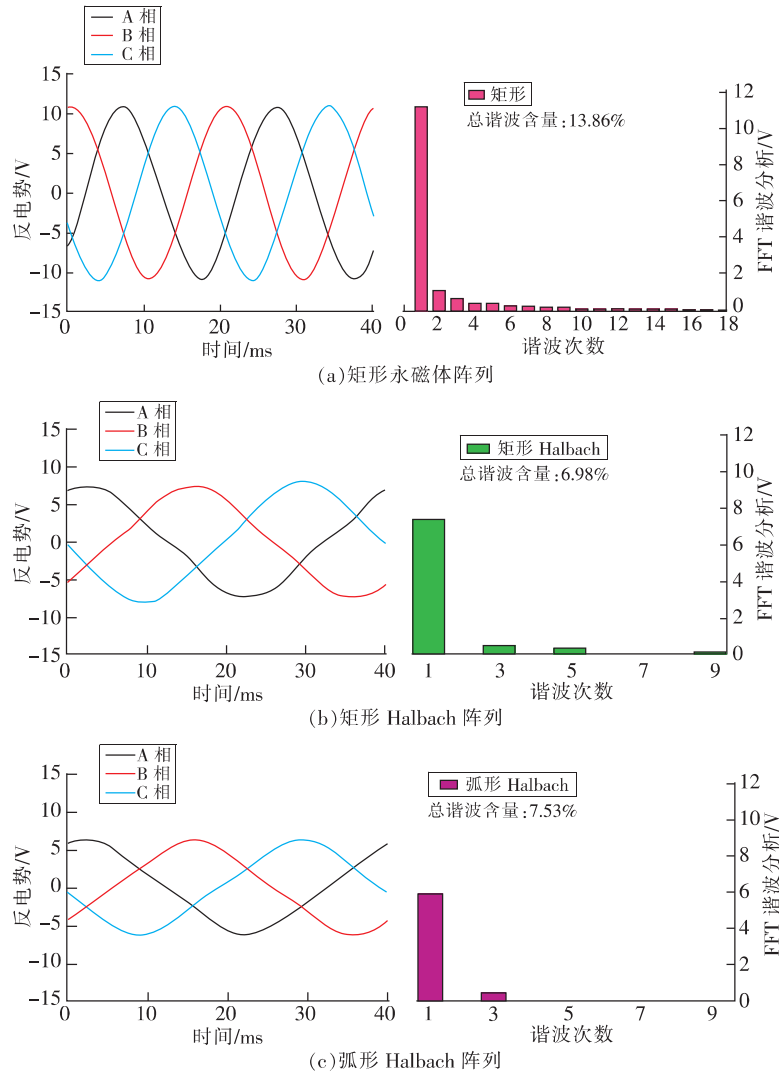 A 相
B 相
C 相
15
10
5
0
−5
−10
−15
反电势/V
0
10
20
30
40
时间/ms
矩形
总谐波含量:13.86%
12
10
8
6
4
2
0
FFT 谐波分析/V
0 2 4 6 8 10 12 14 16 18
谐波次数
(a)矩形永磁体阵列
A 相
B 相
C 相
15
10
5
0
−5
−10
−15
反电势/V
0
10
20
30
40
时间/ms
矩形 Halbach
总谐波含量:6.98%
12
10
8
6
4
2
0
FFT 谐波分析/V
1 3 5 7 9
谐波次数
(b)矩形 Halbach 阵列
A 相
B 相
C 相
15
10
5
0
−5
−10
−15
反电势/V
0
10
20
30
40
时间/ms
弧形 Halbach
总谐波含量:7.53%
12
10
8
6
4
2
0
FFT 谐波分析/V
1 3 5 7 9
谐波次数
(c)弧形 Halbach 阵列